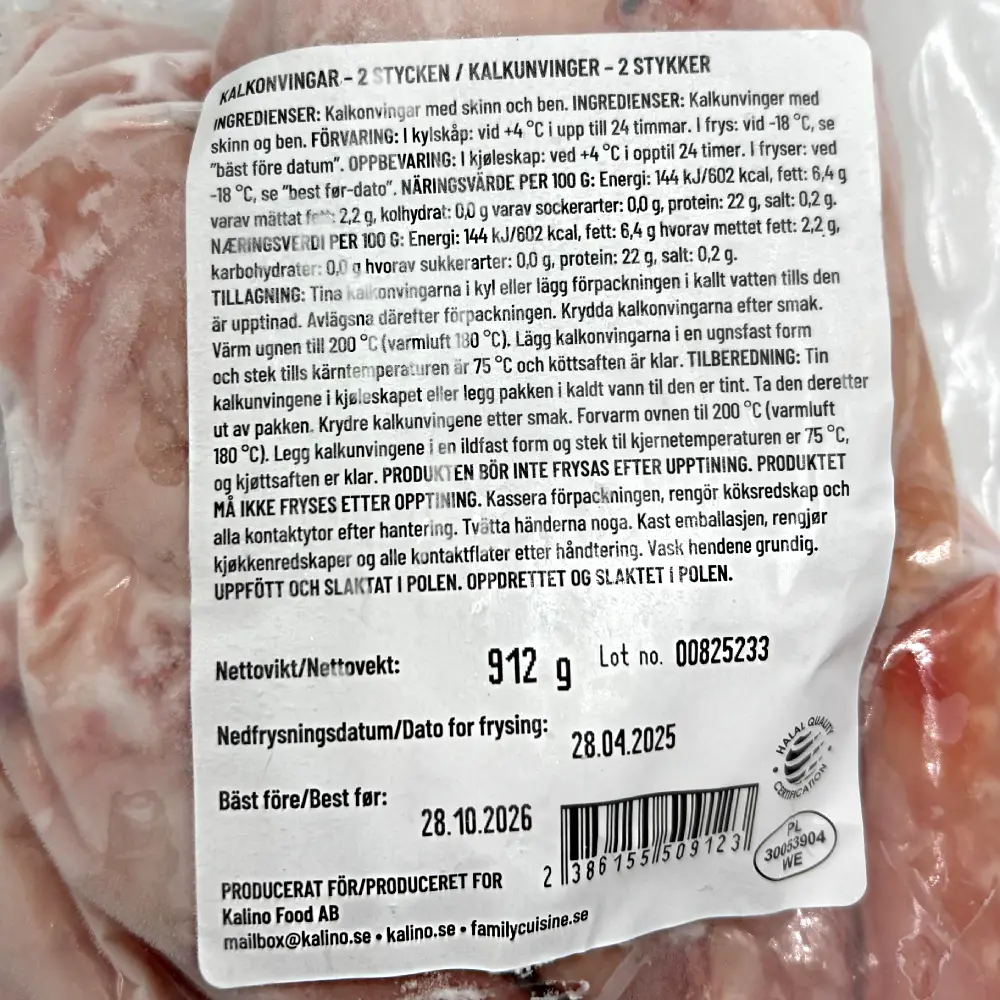 KALKONVINGAR - 2 STYCKEN / KALKUNVINGER - 2 STYKKER
INGREDIENSER: Kalkonvingar med skinn och ben. INGREDIENSER: Kalkunvinger med
skinn og ben. FÖRVARING: I kylskåp: vid +4 °C i upp till 24 timmar. I frys: vid -18 °C, se
"bäst före datum". OPPBEVARING: I kjøleskap: ved +4 °C i opptil 24 timer. I fryser: ved
-18 °C, se "best før-dato". NÄRINGSVÄRDE PER 100 G: Energi: 144 kJ/602 kcal, fett: 6,4 g
varav mättat fett: 2,2 g, kolhydrat: 0,0 g varav sockerarter: 0,0 g, protein: 22 g, salt: 0,2 g.
NÆRINGSVERDI PER 100 G: Energi: 144 kJ/602 kcal, fett: 6,4 g hvorav mettet fett: 2,2 g,
karbohydrater: 0,0 g hvorav sukkerarter: 0,0 g, protein: 22 g, salt: 0,2 g.
TILLAGNING: Tina kalkonvingarna i kyl eller lägg förpackningen i kallt vatten tills den
är upptinad. Avlägsna därefter förpackningen. Krydda kalkonvingarna efter smak.
Värm ugnen till 200 °C (varmluft 180 °C). Lägg kalkonvingarna i en ugnsfast form
och stek tills kärntemperaturen är 75 °C och köttsaften är klar. TILBEREDNING: Tin
kalkunvingene i kjøleskapet eller legg pakken i kaldt vann til den er tint. Ta den deretter
ut av pakken. Krydre kalkunvingene etter smak. Forvarm ovnen til 200 °C (varmluft
180 °C). Legg kalkunvingene i en ildfast form og stek til kjernetemperaturen er 75 °C,
og kjøttsaften er klar. PRODUKTEN BÖR INTE FRYSAS EFTER UPPTINING. PRODUKTET
MÅ IKKE FRYSES ETTER OPPTINING. Kassera förpackningen, rengör köksredskap och
alla kontaktytor efter hantering. Tvätta händerna noga. Kast emballasjen, rengjør
kjøkkenredskaper og alle kontaktflater etter håndtering. Vask hendene grundig.
UPPFÖTT OCH SLAKTAT I POLEN. OPPDRETTET OG SLAKTET I POLEN.
Nettovikt/Nettovekt: 912 g Lot no. 00825233
Nedfrysningsdatum/Dato for frysing: 28.04.2025
Bäst före/Best før: 28.10.2026
HALAL QUALITY
CERTIFICATION
2 386155 509123
PL
30053904
WE
PRODUCERAT FÖR/PRODUCERET FOR
Kalino Food AB
mailbox@kalino.se • kalino.se • familycuisine.se